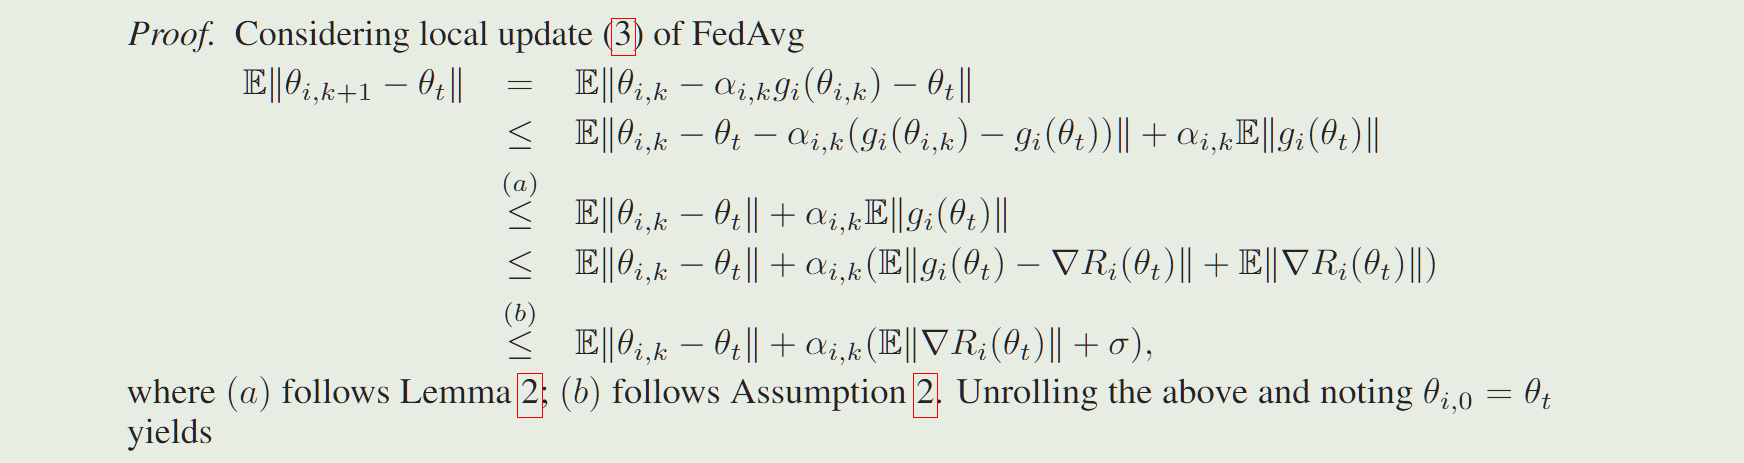 Proof. Considering local update (3) of FedAvg
𝔼‖θ_{i,k+1} − θ_t‖ = 𝔼‖θ_{i,k} − α_{i,k}g_i(θ_{i,k}) − θ_t‖
≤ 𝔼‖θ_{i,k} − θ_t − α_{i,k}(g_i(θ_{i,k}) − g_i(θ_t))‖ + α_{i,k}𝔼‖g_i(θ_t)‖
(a)
≤ 𝔼‖θ_{i,k} − θ_t‖ + α_{i,k}𝔼‖g_i(θ_t)‖
≤ 𝔼‖θ_{i,k} − θ_t‖ + α_{i,k}(𝔼‖g_i(θ_t) − ∇R_i(θ_t)‖ + 𝔼‖∇R_i(θ_t)‖)
(b)
≤ 𝔼‖θ_{i,k} − θ_t‖ + α_{i,k}(𝔼‖∇R_i(θ_t)‖ + σ),
where (a) follows Lemma 2; (b) follows Assumption 2. Unrolling the above and noting θ_{i,0} = θ_t
yields